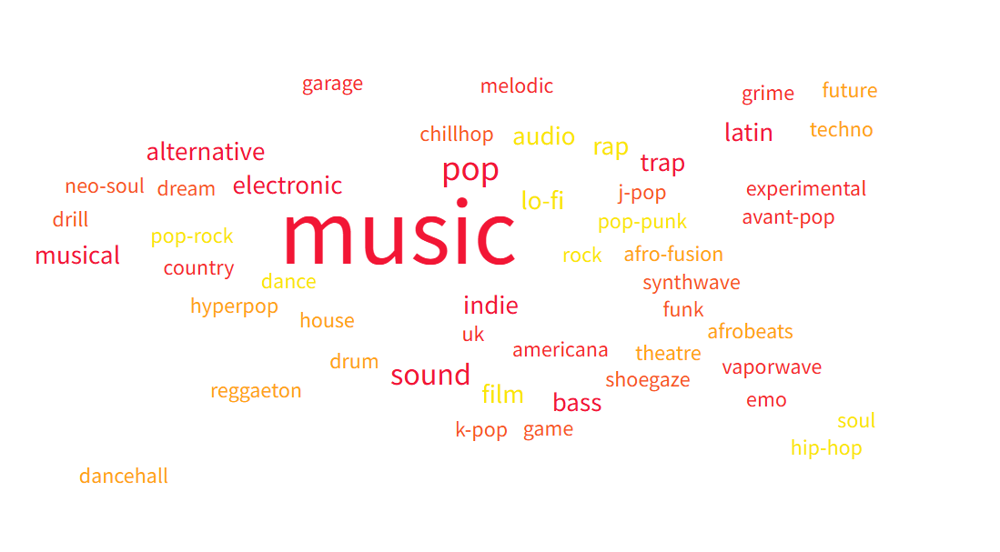 garage
melodic
grime
future
chillhop
audio
rap
latin
techno
alternative
pop
trap
neo-soul
dream
electronic
lo-fi
j-pop
experimental
drill
music
pop-punk
avant-pop
musical
pop-rock
rock
afro-fusion
country
dance
synthwave
hyperpop
house
indie
funk
uk
afrobeats
americana
theatre
drum
sound
shoegaze
vaporwave
reggaeton
film
bass
emo
k-pop
game
soul
hip-hop
dancehall